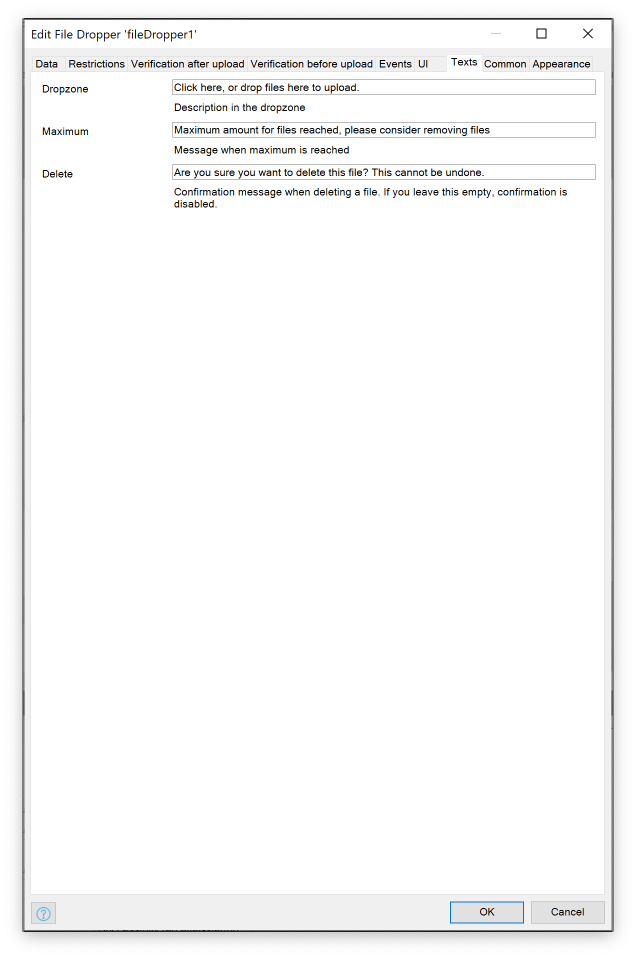 Edit File Dropper 'fileDropper1'
Data Restrictions Verification after upload Verification before upload Events UI Texts Common Appearance
Dropzone Click here, or drop files here to upload.
Description in the dropzone
Maximum Maximum amount for files reached, please consider removing files
Message when maximum is reached
Delete Are you sure you want to delete this file? This cannot be undone.
Confirmation message when deleting a file. If you leave this empty, confirmation is
disabled.
? OK Cancel